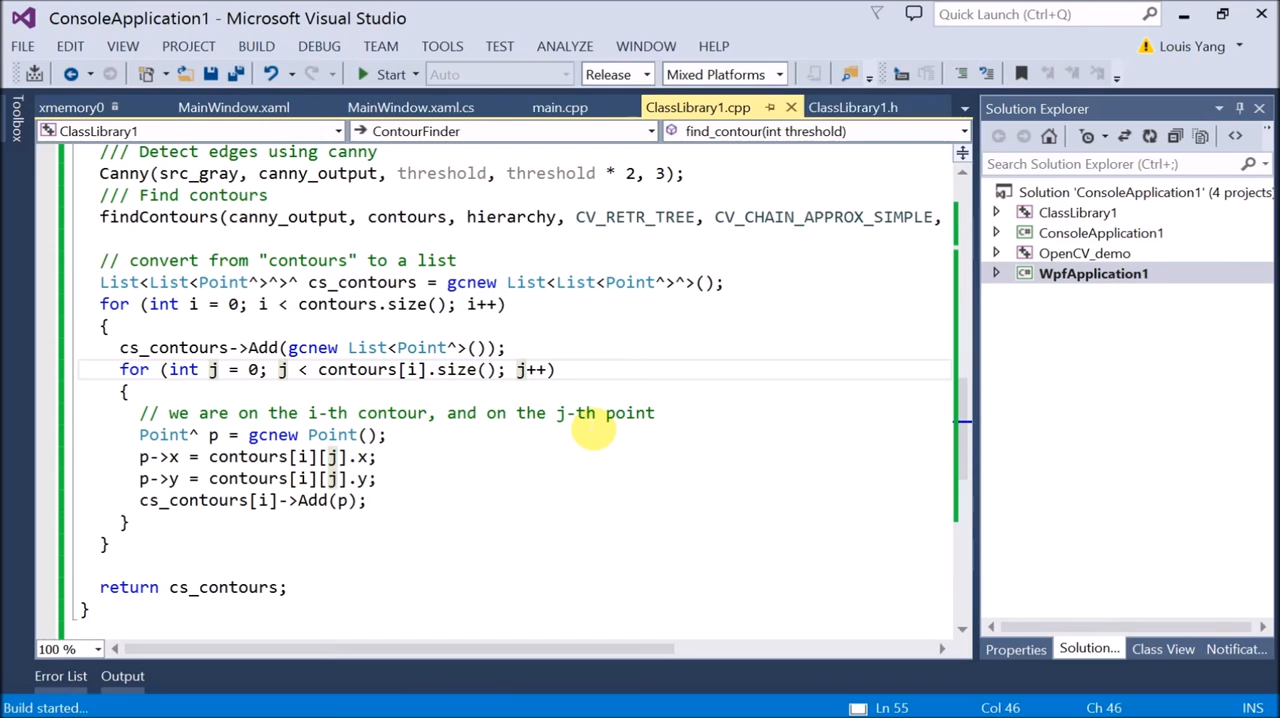 ConsoleApplication1 - Microsoft Visual Studio
Quick Launch (Ctrl+Q)
FILE EDIT VIEW PROJECT BUILD DEBUG TEAM TOOLS TEST ANALYZE WINDOW HELP
Louis Yang
Start Auto Release Mixed Platforms
Toolbox
xmemory0 MainWindow.xaml MainWindow.xaml.cs main.cpp ClassLibrary1.cpp ClassLibrary1.h
ClassLibrary1 ContourFinder find_contour(int threshold)
/// Detect edges using canny
Canny(src_gray, canny_output, threshold, threshold * 2, 3);
/// Find contours
findContours(canny_output, contours, hierarchy, CV_RETR_TREE, CV_CHAIN_APPROX_SIMPLE,
// convert from "contours" to a list
List<List<Point^>^>^ cs_contours = gcnew List<List<Point^>^>();
for (int i = 0; i < contours.size(); i++)
{
cs_contours->Add(gcnew List<Point^>());
for (int j = 0; j < contours[i].size(); j++)
{
// we are on the i-th contour, and on the j-th point
Point^ p = gcnew Point();
p->x = contours[i][j].x;
p->y = contours[i][j].y;
cs_contours[i]->Add(p);
}
}
return cs_contours;
}
100 %
Solution Explorer
Search Solution Explorer (Ctrl+;)
Solution 'ConsoleApplication1' (4 projects)
ClassLibrary1
ConsoleApplication1
OpenCV_demo
WpfApplication1
Properties Solution... Class View Notificat...
Error List Output
Build started... Ln 55 Col 46 Ch 46 INS